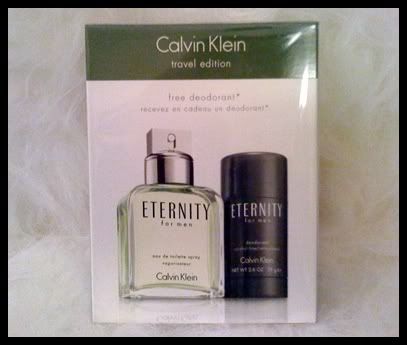 Calvin Klein
travel edition
free deodorant*
recevez en cadeau un déodorant*
ETERNITY
for men
eau de toilette spray
vaporisateur
Calvin Klein
ETERNITY
for men
deodorant
Calvin Klein
NET WT 2.6 OZ